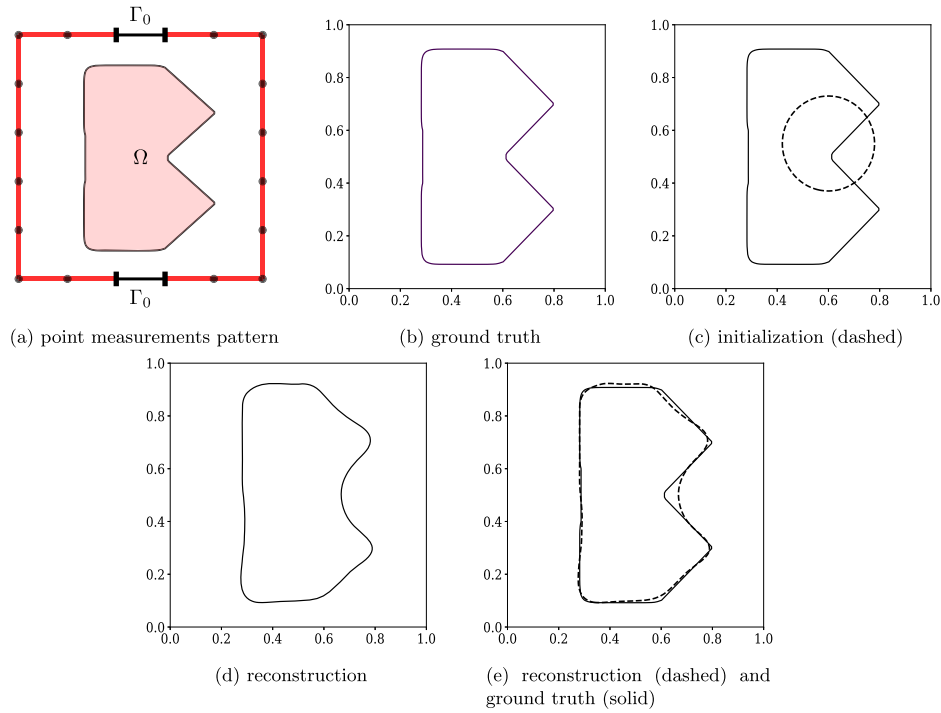 Γ₀
Ω
Γ₀
(a) point measurements pattern
1.0
0.8
0.6
0.4
0.2
0.0
0.0 0.2 0.4 0.6 0.8 1.0
(b) ground truth
1.0
0.8
0.6
0.4
0.2
0.0
0.0 0.2 0.4 0.6 0.8 1.0
(c) initialization (dashed)
1.0
0.8
0.6
0.4
0.2
0.0
0.0 0.2 0.4 0.6 0.8 1.0
(d) reconstruction
1.0
0.8
0.6
0.4
0.2
0.0
0.0 0.2 0.4 0.6 0.8 1.0
(e) reconstruction (dashed) and
ground truth (solid)